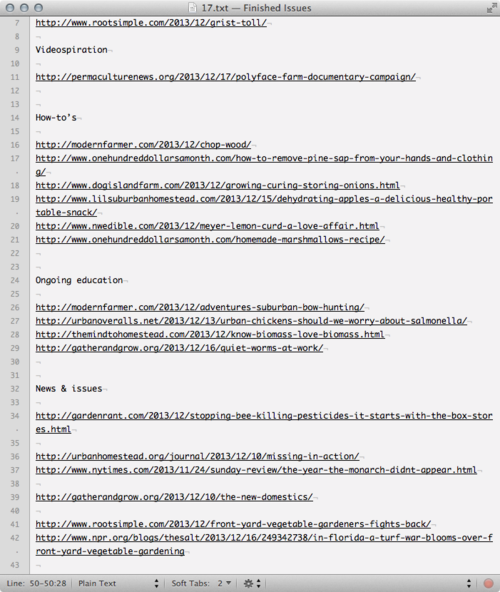 17.txt — Finished Issues
7 http://www.rootsimple.com/2013/12/grist-toll/¬
8 ¬
9 Videospiration¬
10 ¬
11 http://permaculturenews.org/2013/12/17/polyface-farm-documentary-campaign/¬
12 ¬
13 ¬
14 How-to's¬
15 ¬
16 http://modernfarmer.com/2013/12/chop-wood/¬
17 http://www.onehundreddollarsamonth.com/how-to-remove-pine-sap-from-your-hands-and-clothin
- g/¬
18 http://www.dogislandfarm.com/2013/12/growing-curing-storing-onions.html¬
19 http://www.lilsuburbanhomestead.com/2013/12/15/dehydrating-apples-a-delicious-healthy-por
- table-snack/¬
20 http://www.nwedible.com/2013/12/meyer-lemon-curd-a-love-affair.html¬
21 http://www.onehundreddollarsamonth.com/homemade-marshmallows-recipe/¬
22 ¬
23 ¬
24 Ongoing education¬
25 ¬
26 http://modernfarmer.com/2013/12/adventures-suburban-bow-hunting/¬
27 http://urbanoveralls.net/2013/12/13/urban-chickens-should-we-worry-about-salmonella/¬
28 http://themindtohomestead.com/2013/12/know-biomass-love-biomass.html¬
29 http://gatherandgrow.org/2013/12/16/quiet-worms-at-work/¬
30 ¬
31 ¬
32 News & issues¬
33 ¬
34 http://gardenrant.com/2013/12/stopping-bee-killing-pesticides-it-starts-with-the-box-stor
- es.html¬
35 ¬
36 http://urbanhomestead.org/journal/2013/12/10/missing-in-action/¬
37 http://www.nytimes.com/2013/11/24/sunday-review/the-year-the-monarch-didnt-appear.html¬
38 ¬
39 http://gatherandgrow.org/2013/12/10/the-new-domestics/¬
40 ¬
41 http://www.rootsimple.com/2013/12/front-yard-vegetable-gardeners-fights-back/¬
42 http://www.npr.org/blogs/thesalt/2013/12/16/249342738/in-florida-a-turf-war-blooms-over-f
- ront-yard-vegetable-gardening¬
43 ¬
Line: 50-50:28 Plain Text Soft Tabs: 2